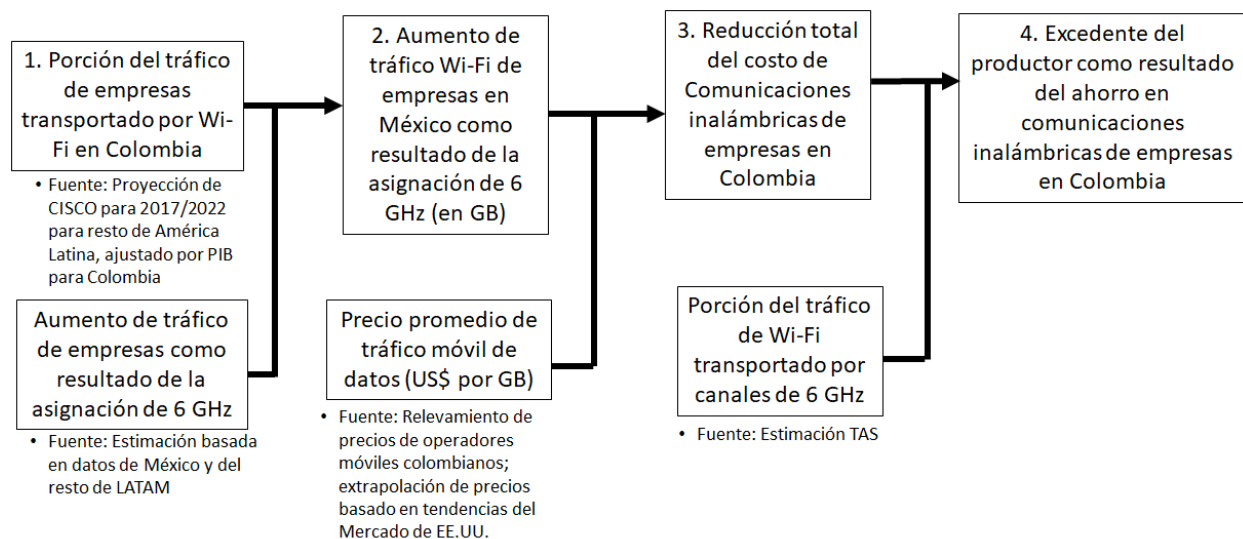 1. Porción del tráfico
de empresas
transportado por Wi-
Fi en Colombia
• Fuente: Proyección de
CISCO para 2017/2022
para resto de América
Latina, ajustado por PIB
para Colombia
Aumento de tráfico
de empresas como
resultado de la
asignación de 6 GHz
• Fuente: Estimación basada
en datos de México y del
resto de LATAM
2. Aumento de
tráfico Wi-Fi de
empresas en
México como
resultado de la
asignación de 6
GHz (en GB)
Precio promedio de
tráfico móvil de
datos (US$ por GB)
• Fuente: Relevamiento de
precios de operadores
móviles colombianos;
extrapolación de precios
basado en tendencias del
Mercado de EE.UU.
3. Reducción total
del costo de
Comunicaciones
inalámbricas de
empresas en
Colombia
Porción del tráfico
de Wi-Fi
transportado por
canales de 6 GHz
• Fuente: Estimación TAS
4. Excedente del
productor como resultado
del ahorro en
comunicaciones
inalámbricas de empresas
en Colombia